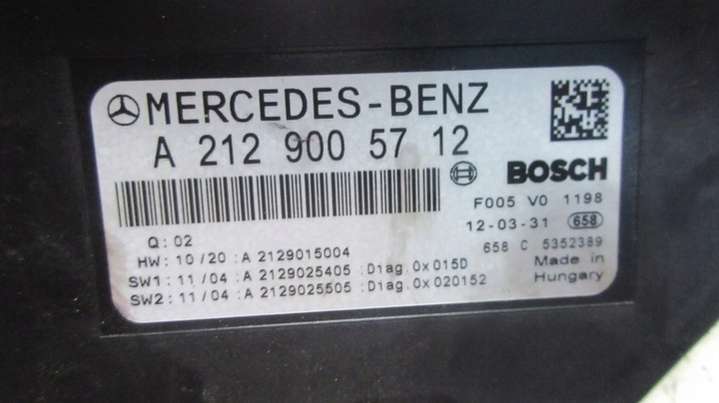 MERCEDES-BENZ
A 212 900 57 12
BOSCH
F005 V0 1198
12-03-31 658
658 C 5352389
Made in
Hungary
Q: 02
HW: 10/20 :A 2129015004
SW1: 11/04 :A 2129025405 :Diag.0x015D
SW2: 11/04 :A 2129025505 :Diag.0x020152